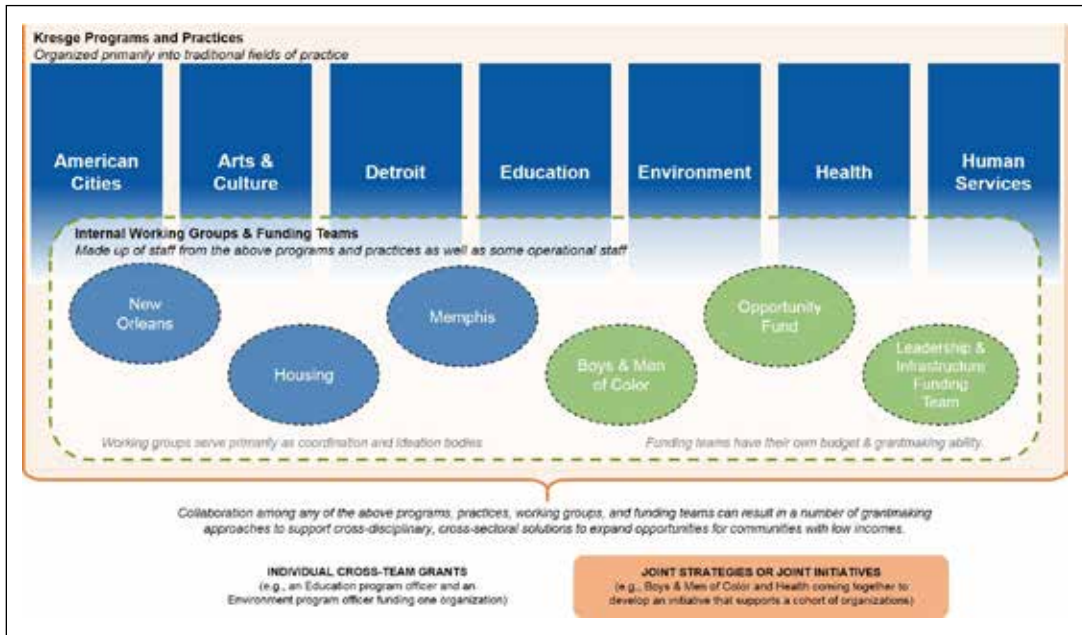 Kresge Programs and Practices
Organized primarily into traditional fields of practice
American
Cities
Arts &
Culture
Detroit
Education
Environment
Health
Human
Services
Internal Working Groups & Funding Teams
Made up of staff from the above programs and practices as well as some operational staff
New
Orleans
Housing
Memphis
Boys & Men
of Color
Opportunity
Fund
Leadership &
Infrastructure
Funding
Team
Working groups serve primarily as coordination and ideation bodies
Funding teams have their own budget & grantmaking ability.
Collaboration among any of the above programs, practices, working groups, and funding teams can result in a number of grantmaking
approaches to support cross-disciplinary, cross-sectoral solutions to expand opportunities for communities with low incomes.
INDIVIDUAL CROSS-TEAM GRANTS
(e.g., an Education program officer and an
Environment program officer funding one organization)
JOINT STRATEGIES OR JOINT INITIATIVES
(e.g., Boys & Men of Color and Health coming together to
develop an initiative that supports a cohort of organizations)